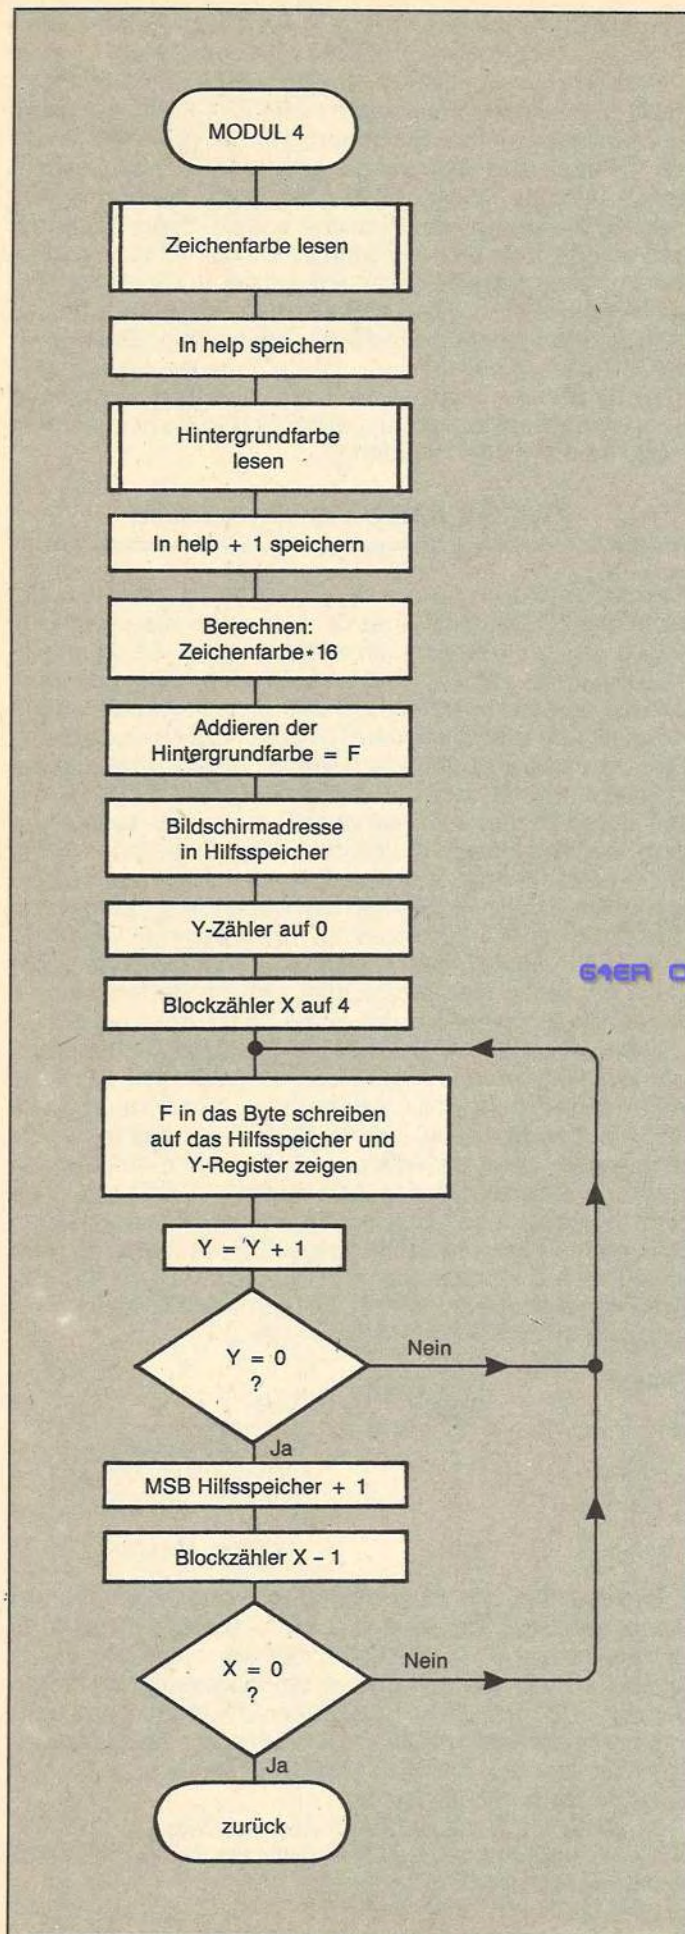 MODUL 4
Zeichenfarbe lesen
In help speichern
Hintergrundfarbe
lesen
In help + 1 speichern
Berechnen:
Zeichenfarbe*16
Addieren der
Hintergrundfarbe = F
Bildschirmadresse
in Hilfsspeicher
Y-Zähler auf 0
64ER O
Blockzähler X auf 4
F in das Byte schreiben
auf das Hilfsspeicher und
Y-Register zeigen
Y = Y + 1
Y = 0
?
Nein
Ja
MSB Hilfsspeicher + 1
Blockzähler X – 1
X = 0
?
Nein
Ja
zurück